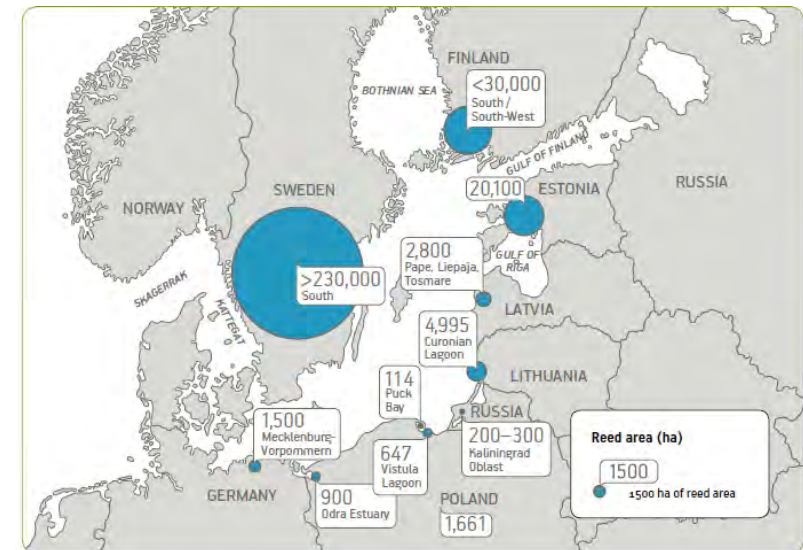 FINLAND
<30,000
South /
South-West
BOTHNIAN SEA
GULF OF FINLAND
SWEDEN
NORWAY
20,100
ESTONIA
RUSSIA
GULF OF
RIGA
2,800
Pape, Liepaja,
Tosmare
>230,000
South
SKAGERRAK
KATTEGAT
LATVIA
4,995
Curonian
Lagoon
LITHUANIA
114
Puck
Bay
RUSSIA
200–300
Kaliningrad
Oblast
1,500
Mecklenburg-
Vorpommern
647
Vistula
Lagoon
GERMANY
900
Odra Estuary
POLAND
1,661
Reed area (ha)
1500
1500 ha of reed area